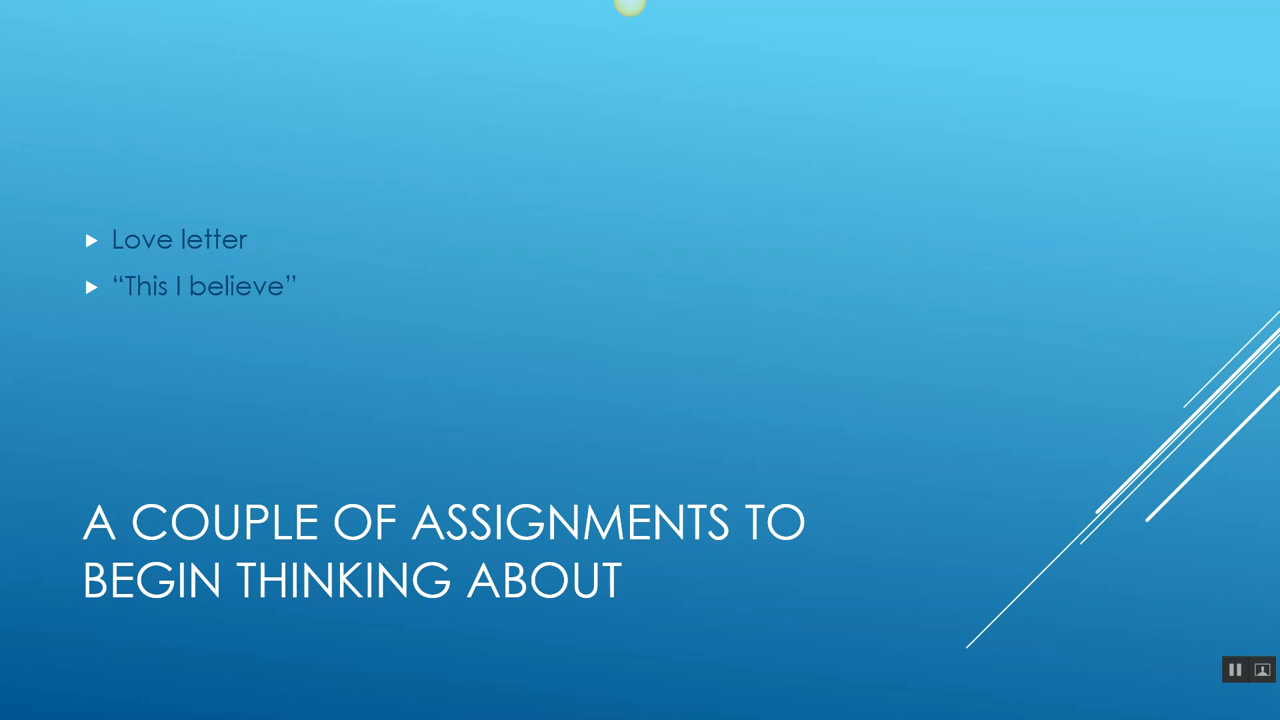 Love letter
“This I believe”
A COUPLE OF ASSIGNMENTS TO
BEGIN THINKING ABOUT